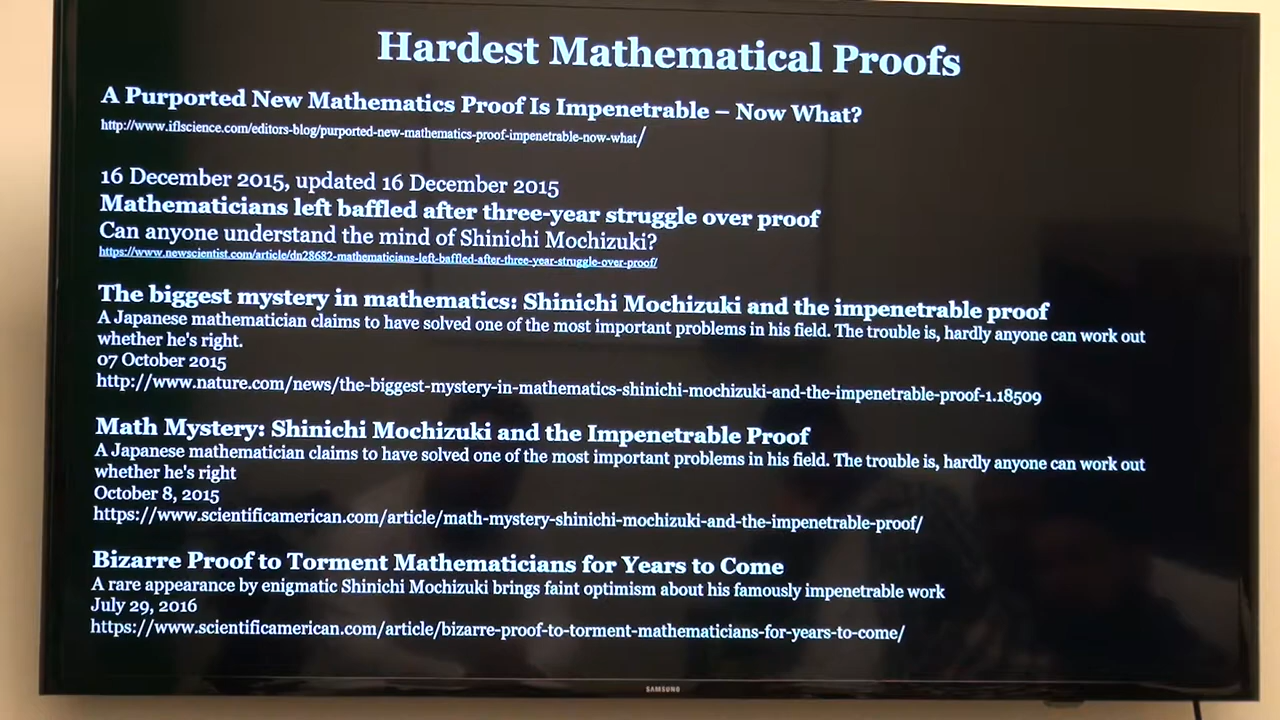 Hardest Mathematical Proofs
A Purported New Mathematics Proof Is Impenetrable – Now What?
http://www.iflscience.com/editors-blog/purported-new-mathematics-proof-impenetrable-now-what/
16 December 2015, updated 16 December 2015
Mathematicians left baffled after three-year struggle over proof
Can anyone understand the mind of Shinichi Mochizuki?
https://www.newscientist.com/article/dn28682-mathematicians-left-baffled-after-three-year-struggle-over-proof/
The biggest mystery in mathematics: Shinichi Mochizuki and the impenetrable proof
A Japanese mathematician claims to have solved one of the most important problems in his field. The trouble is, hardly anyone can work out
whether he's right.
07 October 2015
http://www.nature.com/news/the-biggest-mystery-in-mathematics-shinichi-mochizuki-and-the-impenetrable-proof-1.18509
Math Mystery: Shinichi Mochizuki and the Impenetrable Proof
A Japanese mathematician claims to have solved one of the most important problems in his field. The trouble is, hardly anyone can work out
whether he's right
October 8, 2015
https://www.scientificamerican.com/article/math-mystery-shinichi-mochizuki-and-the-impenetrable-proof/
Bizarre Proof to Torment Mathematicians for Years to Come
A rare appearance by enigmatic Shinichi Mochizuki brings faint optimism about his famously impenetrable work
July 29, 2016
https://www.scientificamerican.com/article/bizarre-proof-to-torment-mathematicians-for-years-to-come/
SAMSUNG